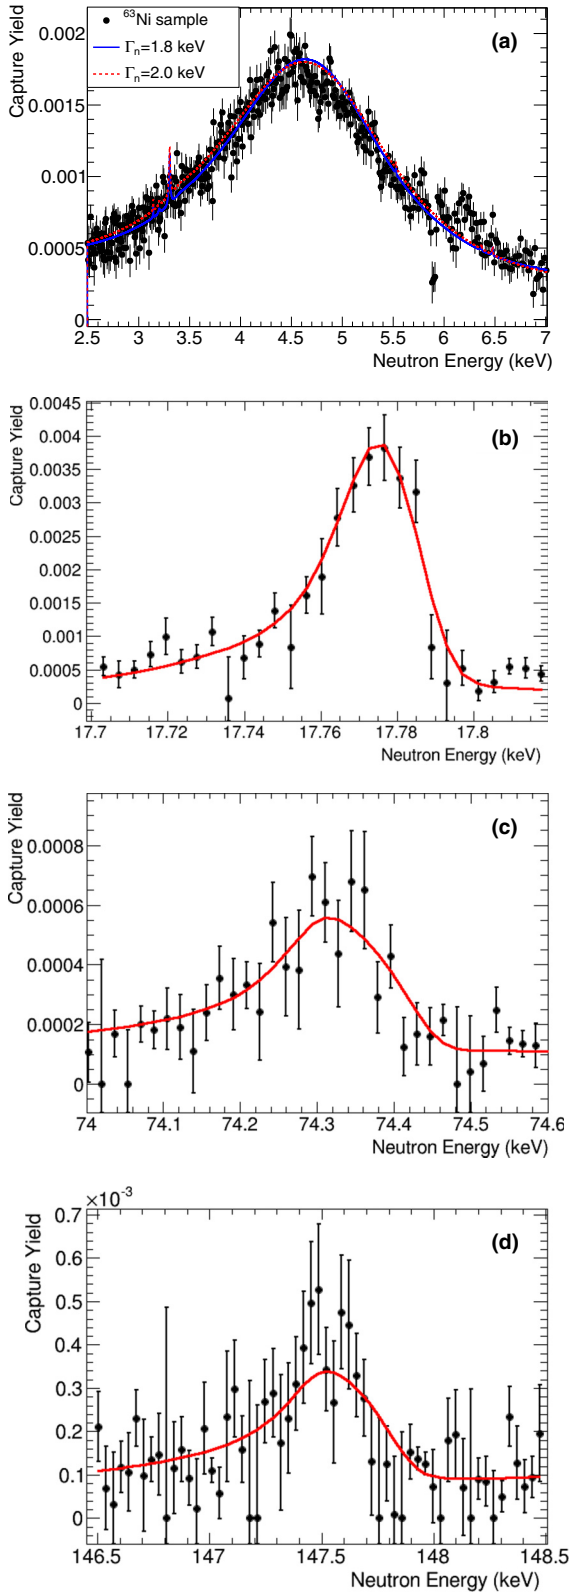 Capture Yield
⁶³Ni sample
Γₙ=1.8 keV
Γₙ=2.0 keV
(a)
0.002
0.0015
0.001
0.0005
0
2.5 3 3.5 4 4.5 5 5.5 6 6.5 7
Neutron Energy (keV)
Capture Yield
(b)
0.0045
0.004
0.0035
0.003
0.0025
0.002
0.0015
0.001
0.0005
0
17.7 17.72 17.74 17.76 17.78 17.8
Neutron Energy (keV)
Capture Yield
(c)
0.0008
0.0006
0.0004
0.0002
0
74 74.1 74.2 74.3 74.4 74.5 74.6
Neutron Energy (keV)
×10⁻³
Capture Yield
(d)
0.7
0.6
0.5
0.4
0.3
0.2
0.1
0
146.5 147 147.5 148 148.5
Neutron Energy (keV)